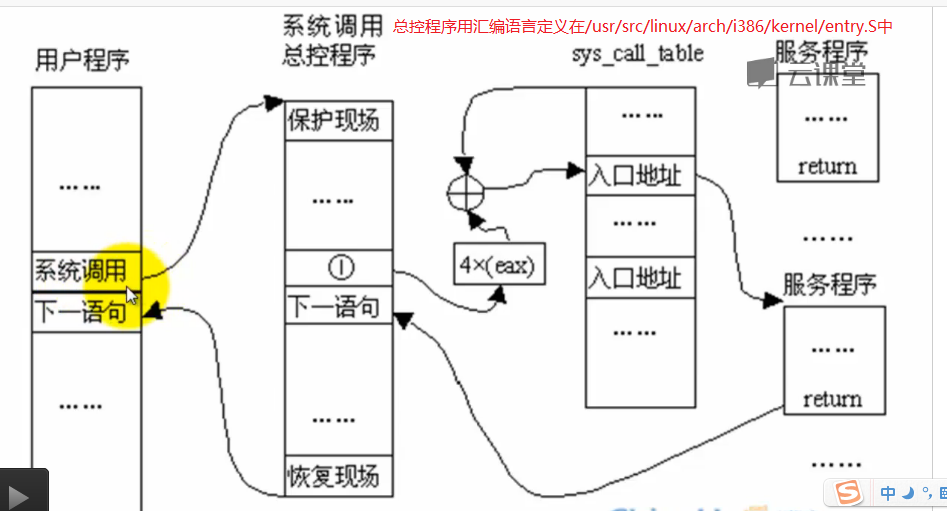 系统调用
总控程序
总控程序用汇编语言定义在/usr/src/linux/arch/i386/kernel/entry.S中
用户程序
sys_call_table
服务程序
云课堂
保护现场
……
……
return
入口地址
……
……
……
……
系统调用
①
4×(eax)
入口地址
服务程序
下一语句
下一语句
……
……
……
……
return
恢复现场
……
中